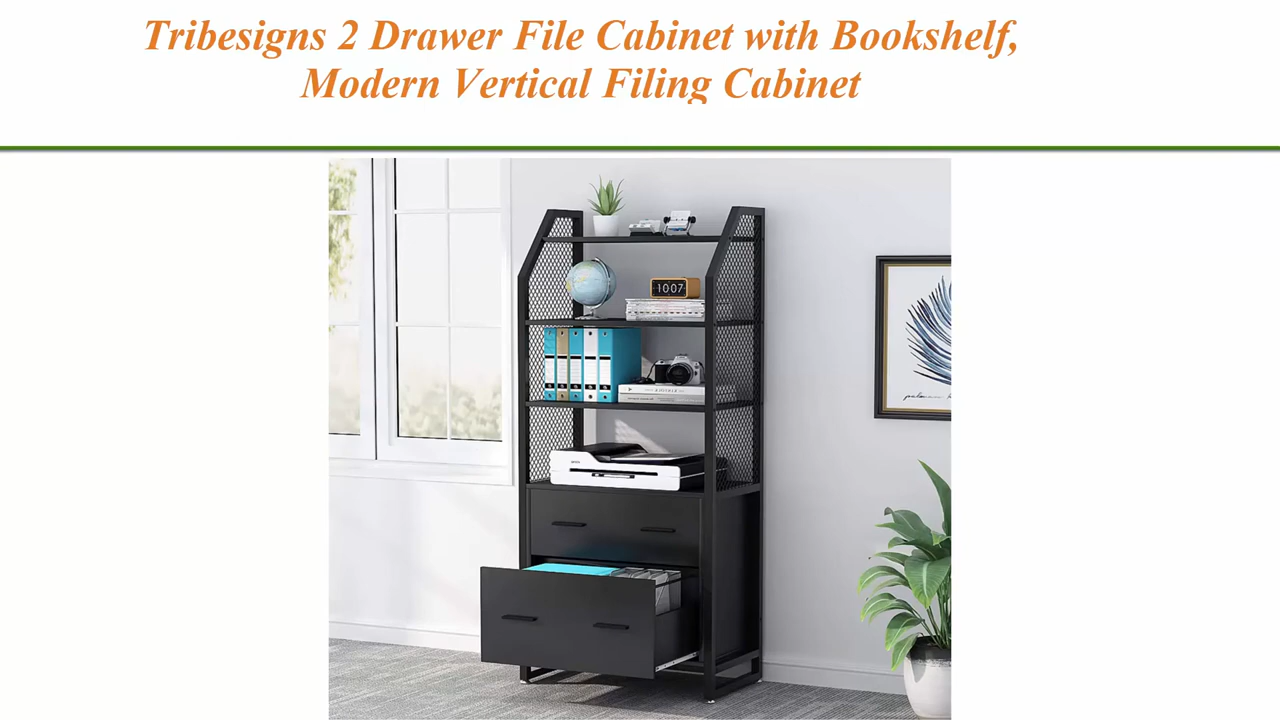 Tribesigns 2 Drawer File Cabinet with Bookshelf,
Modern Vertical Filing Cabinet
1007